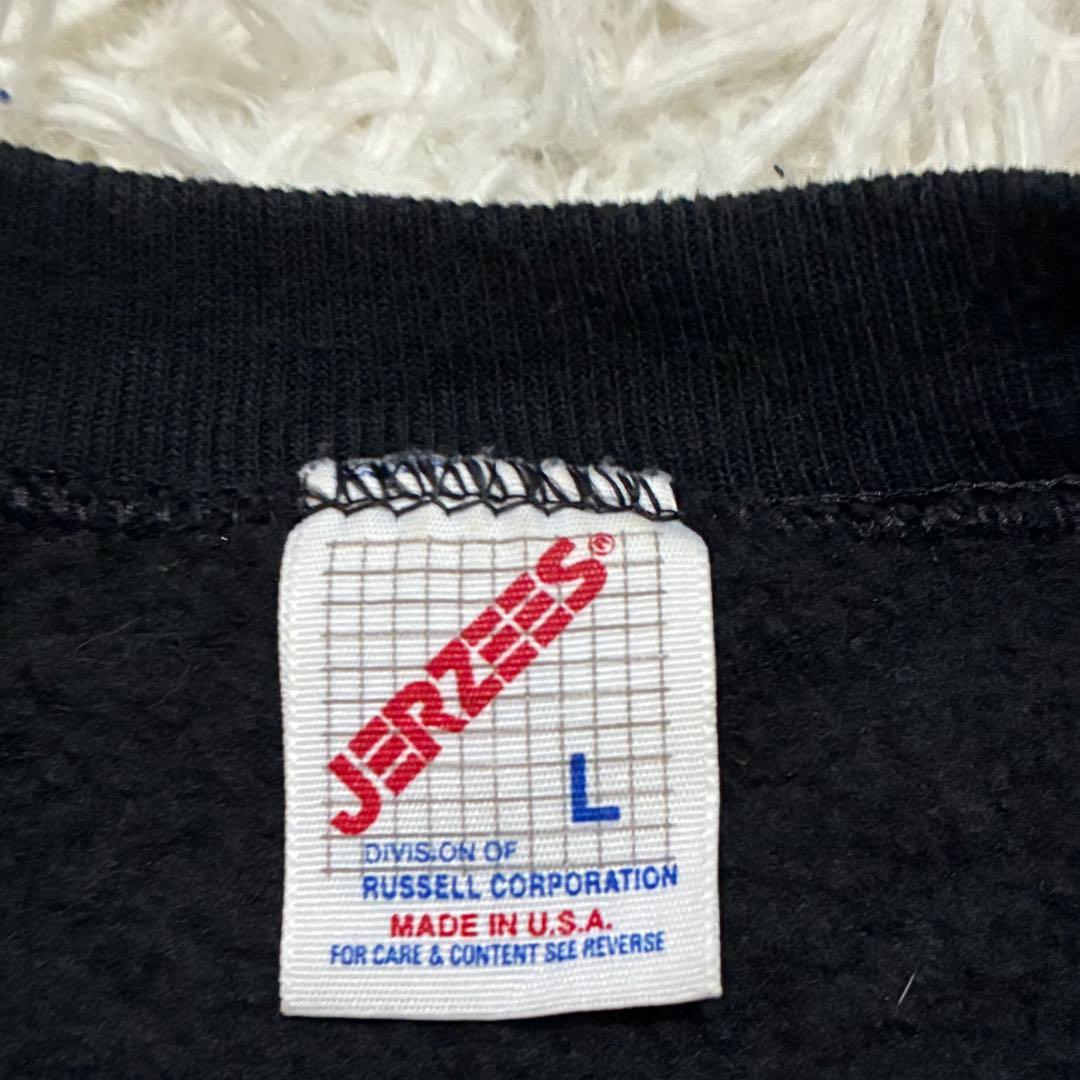 JERZEES®
L
DIVISION OF
RUSSELL CORPORATION
MADE IN U.S.A.
FOR CARE & CONTENT SEE REVERSE